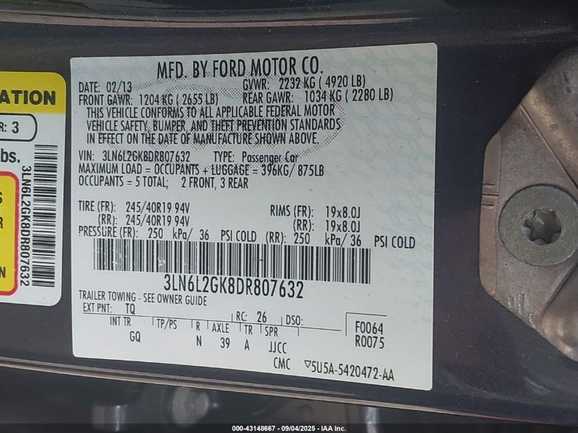 ATION
R: 3
lbs.
3LN6L2GK8DR807632
MFD. BY FORD MOTOR CO.
DATE: 02/13 GVWR: 2232 KG ( 4920 LB)
FRONT GAWR: 1204 KG ( 2655 LB) REAR GAWR: 1034 KG ( 2280 LB)
THIS VEHICLE CONFORMS TO ALL APPLICABLE FEDERAL MOTOR
VEHICLE SAFETY, BUMPER, AND THEFT PREVENTION STANDARDS
IN EFFECT ON THE DATE OF MANUFACTURE SHOWN ABOVE.
VIN: 3LN6L2GK8DR807632 TYPE: Passenger Car
MAXIMUM LOAD = OCCUPANTS + LUGGAGE = 396KG/ 875LB
OCCUPANTS = 5 TOTAL, 2 FRONT, 3 REAR
TIRE (FR): 245/40R19 94V RIMS (FR): 19x8.0J
(RR): 245/40R19 94V (RR): 19x8.0J
PRESSURE (FR): 250 kPa/ 36 PSI COLD (RR): 250 kPa/ 36 PSI COLD
3LN6L2GK8DR807632
TRAILER TOWING - SEE OWNER GUIDE
EXT PNT: TQ RC: 26 DSO:
INT TR TP/PS R AXLE TR SPR
GQ N 39 A JJCC
F0064
R0075
CMC 5U5A-5420472-AA
000-43148667 - 09/04/2025 - IAA Inc.